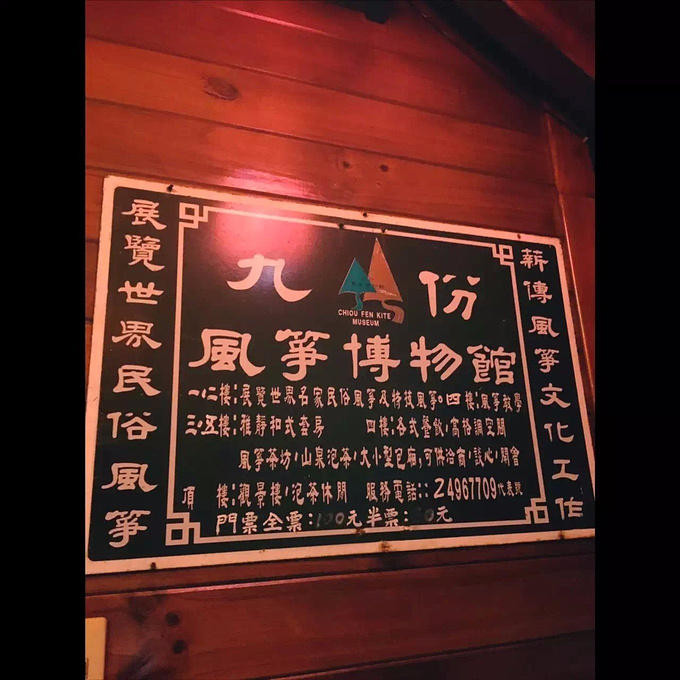 薪傳風箏文化工作
九份
CHIOU FEN KITE
MUSEUM
風箏博物館
一、二樓:展覽世界名家民俗風箏及特技風箏。四樓:風箏教學
三、五樓:雅靜和式套房 四樓:各式餐飲,高格調空間
風箏茶坊,山泉泡茶,大小型包廂,可供洽商,談心,開會
頂樓:觀景樓,泡茶休閒 服務電話::24967709代表號
門票全票:100元半票:50元
展覽世界民俗風箏